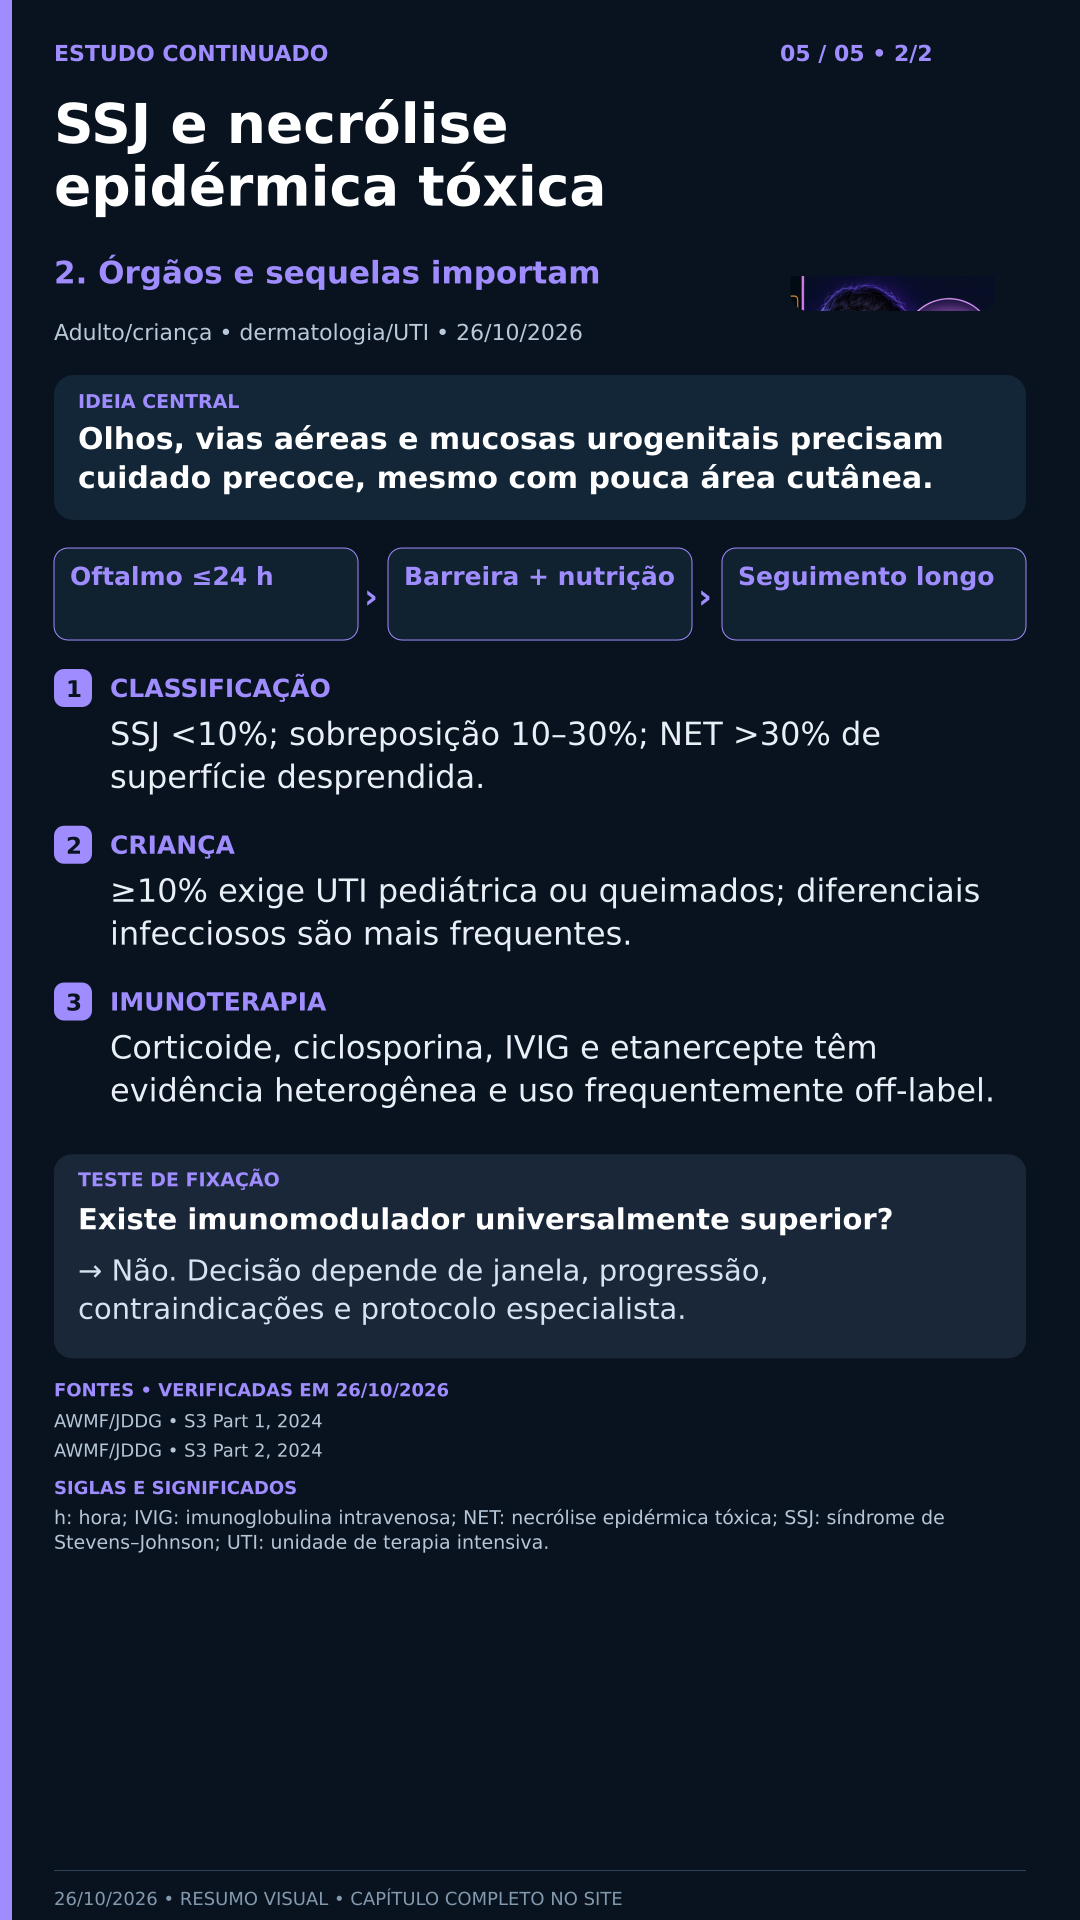 ESTUDO CONTINUADO
05 / 05 • 2/2
SSJ e necrólise
epidérmica tóxica
2. Órgãos e sequelas importam
Adulto/criança • dermatologia/UTI • 26/10/2026
IDEIA CENTRAL
Olhos, vias aéreas e mucosas urogenitais precisam
cuidado precoce, mesmo com pouca área cutânea.
Oftalmo ≤24 h
›
Barreira + nutrição
›
Seguimento longo
1 CLASSIFICAÇÃO
SSJ <10%; sobreposição 10–30%; NET >30% de
superfície desprendida.
2 CRIANÇA
≥10% exige UTI pediátrica ou queimados; diferenciais
infecciosos são mais frequentes.
3 IMUNOTERAPIA
Corticoide, ciclosporina, IVIG e etanercepte têm
evidência heterogênea e uso frequentemente off-label.
TESTE DE FIXAÇÃO
Existe imunomodulador universalmente superior?
→ Não. Decisão depende de janela, progressão,
contraindicações e protocolo especialista.
FONTES • VERIFICADAS EM 26/10/2026
AWMF/JDDG • S3 Part 1, 2024
AWMF/JDDG • S3 Part 2, 2024
SIGLAS E SIGNIFICADOS
h: hora; IVIG: imunoglobulina intravenosa; NET: necrólise epidérmica tóxica; SSJ: síndrome de
Stevens–Johnson; UTI: unidade de terapia intensiva.
26/10/2026 • RESUMO VISUAL • CAPÍTULO COMPLETO NO SITE